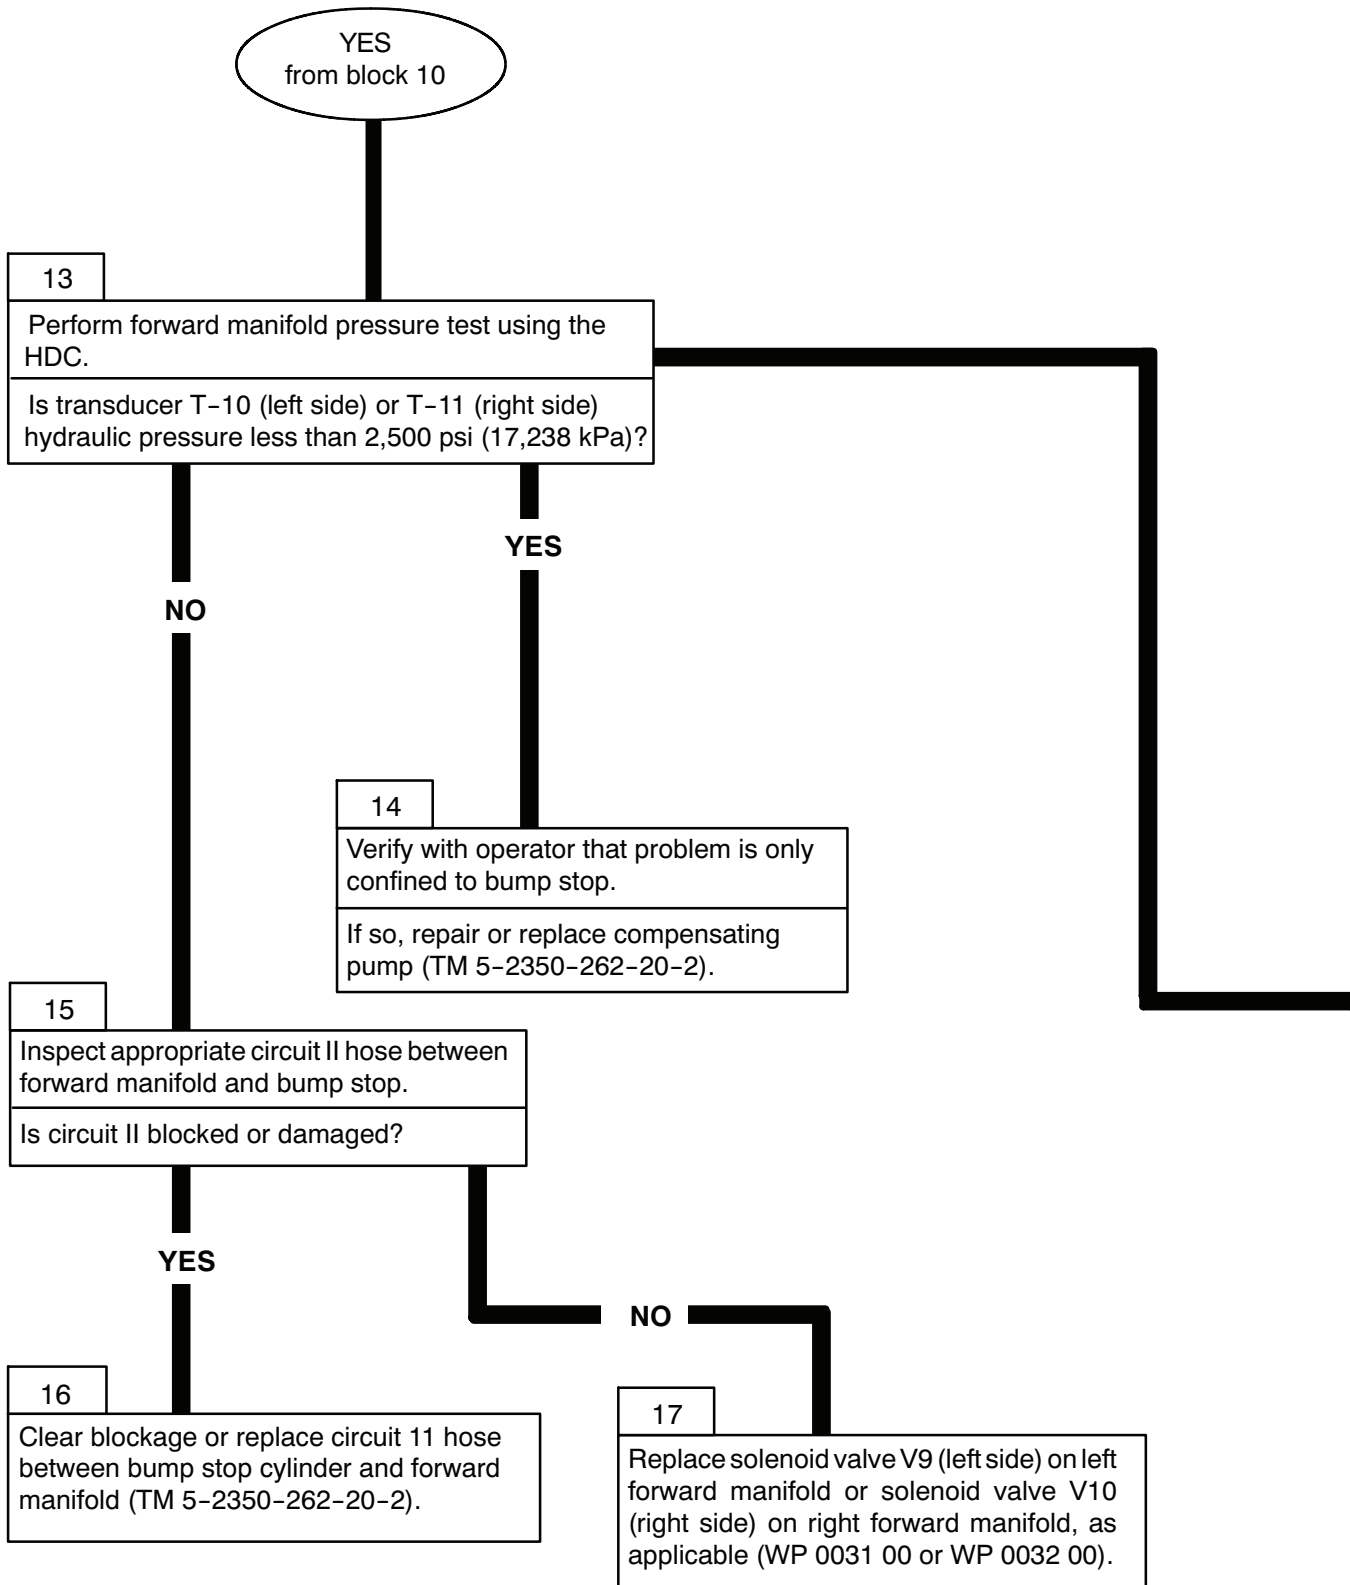 YES
from block 10
13
Perform forward manifold pressure test using the
HDC.
Is transducer T-10 (left side) or T-11 (right side)
hydraulic pressure less than 2,500 psi (17,238 kPa)?
YES
NO
14
Verify with operator that problem is only
confined to bump stop.
If so, repair or replace compensating
pump (TM 5-2350-262-20-2).
15
Inspect appropriate circuit II hose between
forward manifold and bump stop.
Is circuit II blocked or damaged?
YES
NO
16
Clear blockage or replace circuit 11 hose
between bump stop cylinder and forward
manifold (TM 5-2350-262-20-2).
17
Replace solenoid valve V9 (left side) on left
forward manifold or solenoid valve V10
(right side) on right forward manifold, as
applicable (WP 0031 00 or WP 0032 00).